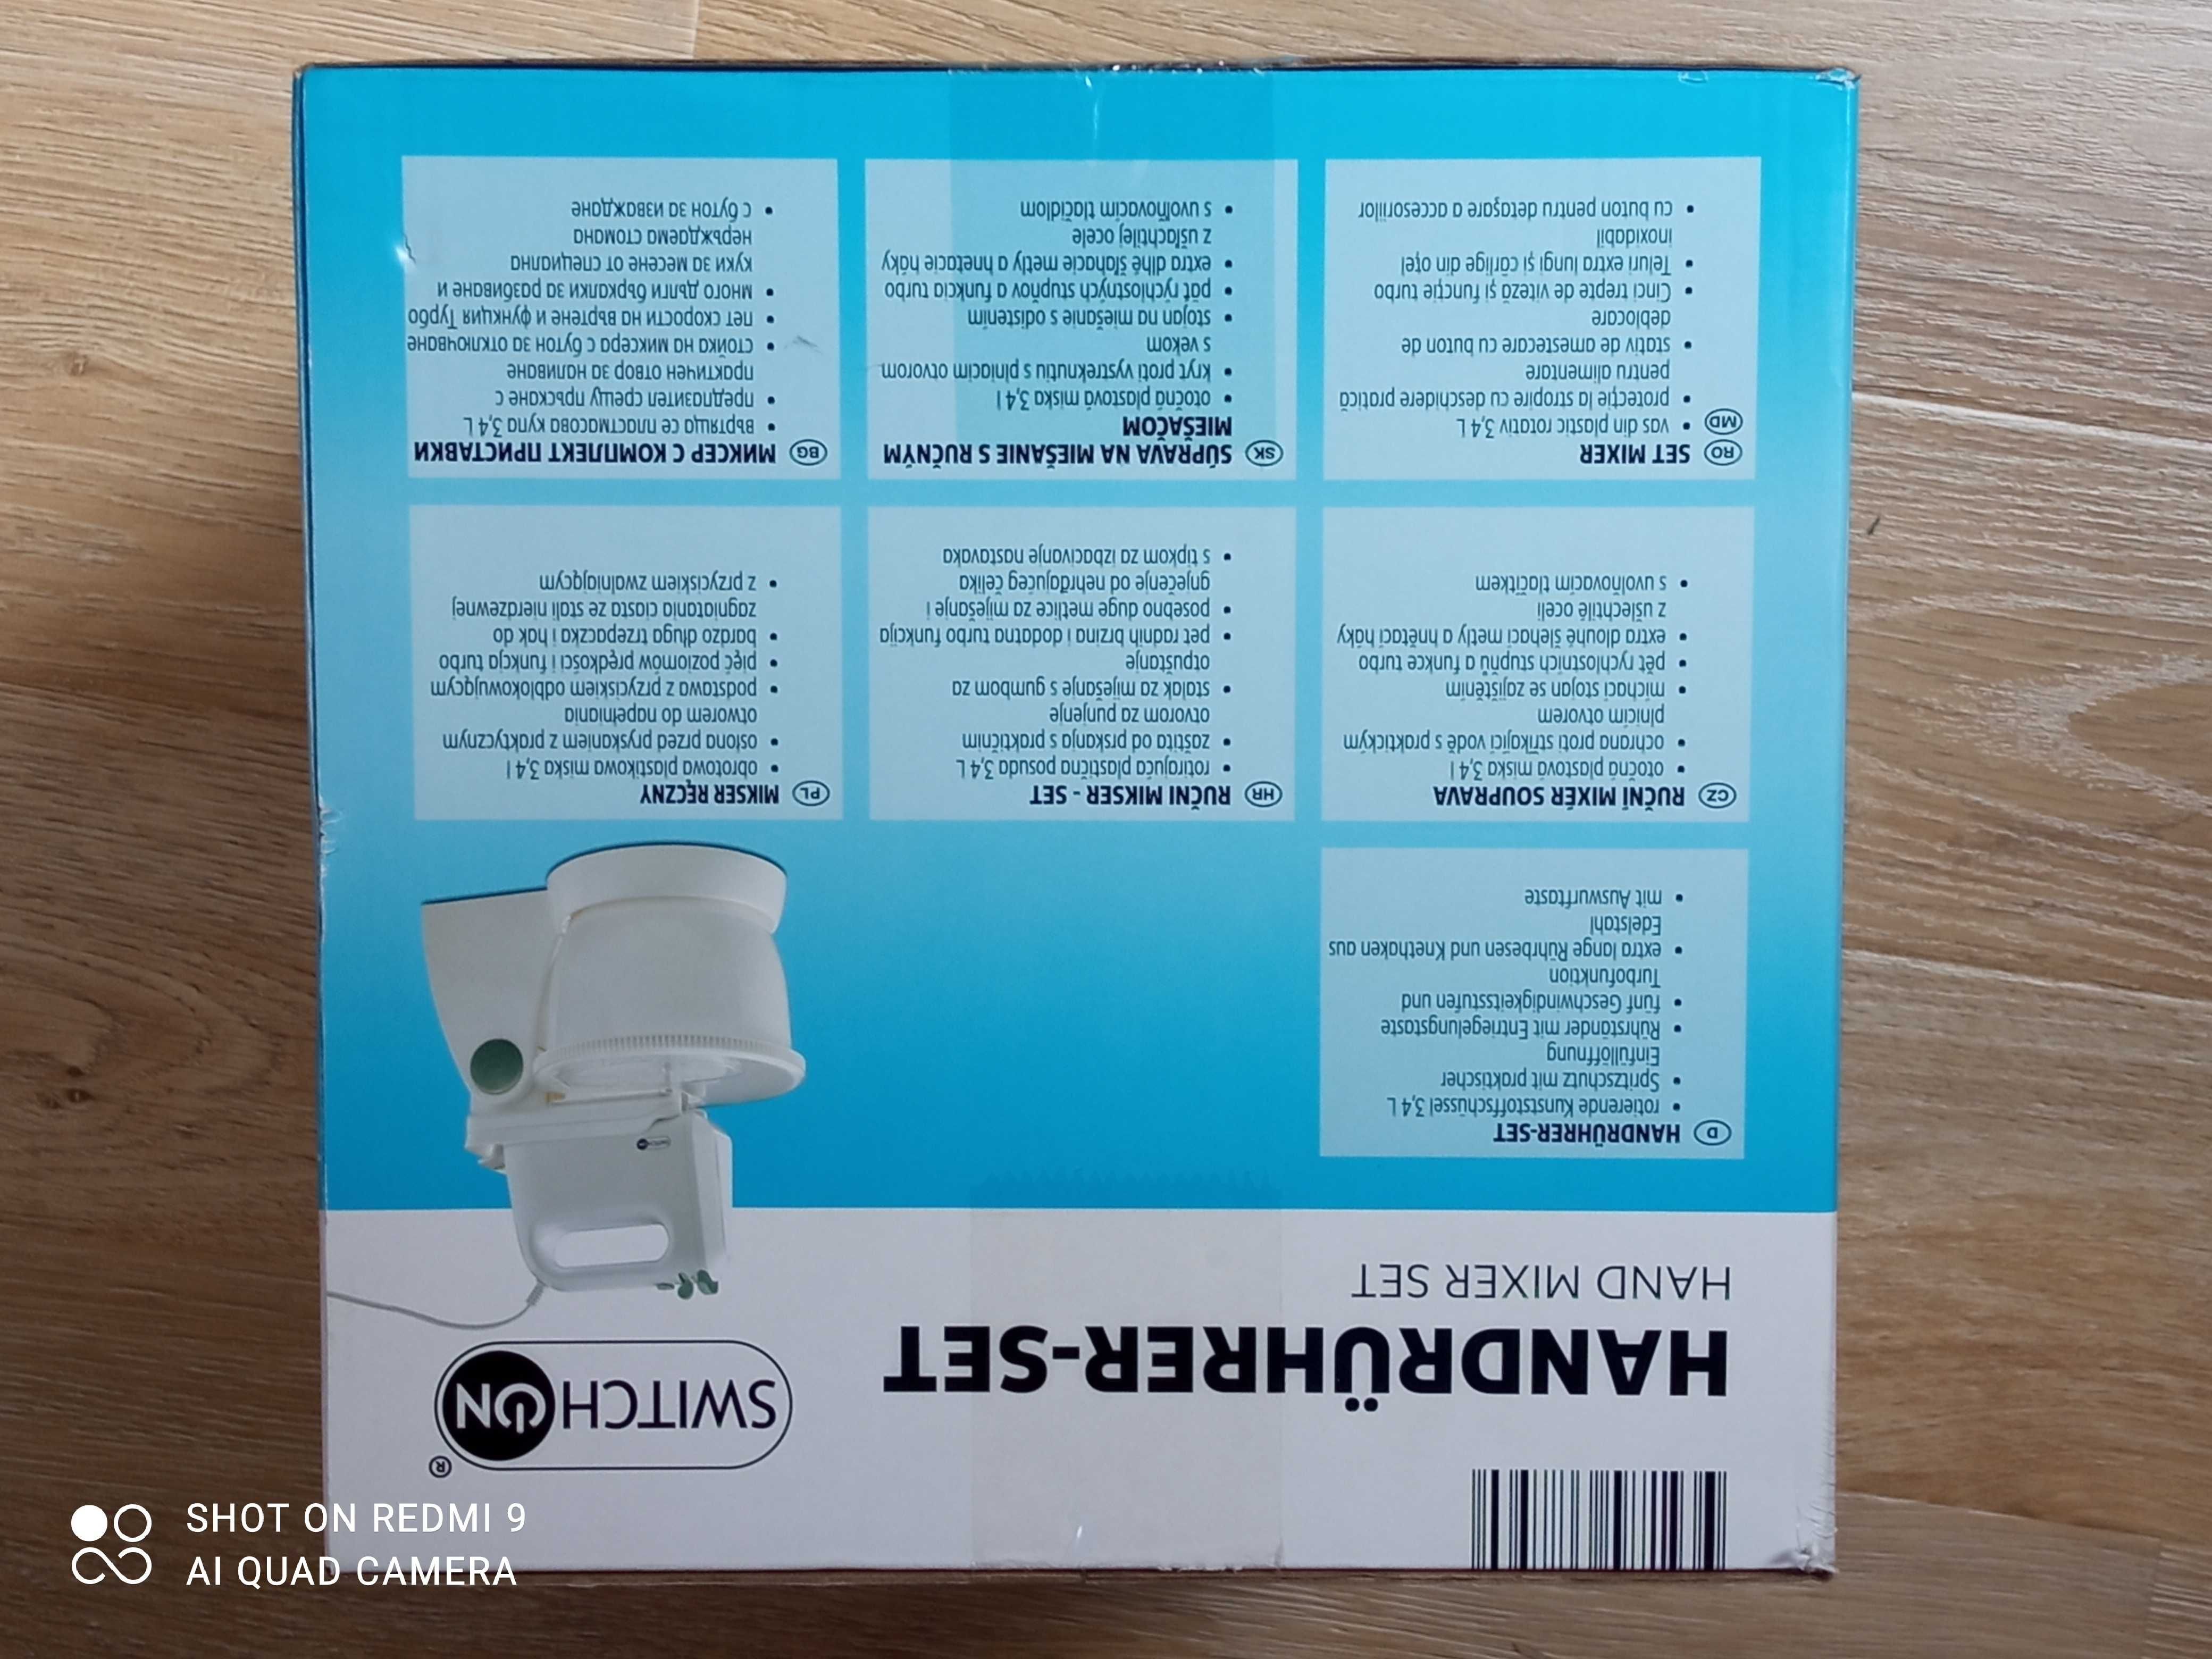 SWITCH ON
®
HANDRÜHRER-SET
HAND MIXER SET
D HANDRÜHRER-SET
• rotierende Kunststoffschüssel 3,4 L
• Spritzschutz mit praktischer
Einfüllöffnung
• Rührständer mit Entriegelungstaste
• fünf Geschwindigkeitsstufen und
Turbofunktion
• extra lange Rührbesen und Knethaken aus
Edelstahl
• mit Auswurftaste
CZ RUČNÍ MIXÉR SOUPRAVA
• otočná plastová miska 3,4 l
• ochrana proti stříkající vodě s praktickým
plnicím otvorem
• míchací stojan se zajištěním
• pět rychlostních stupňů a funkce turbo
• extra dlouhé šlehací metly a hnětací háky
z ušlechtilé oceli
• s uvolňovacím tlačítkem
HR RUČNI MIKSER - SET
• rotirajuća plastična posuda 3,4 L
• zaštita od prskanja s praktičnim
otvorom za punjenje
• stalak za miješanje s gumbom za
otpuštanje
• pet radnih brzina i dodatna turbo funkcija
• posebno duge metlice za miješanje i
gnječenje od nehrđajućeg čelika
• s tipkom za izbacivanje nastavaka
PL MIKSER RĘCZNY
• obrotowa plastikowa miska 3,4 l
• osłona przed pryskaniem z praktycznym
otworem do napełniania
• podstawa z przyciskiem odblokowującym
• pięć poziomów prędkości i funkcja turbo
• bardzo długa trzepaczka i hak do
zagniatania ciasta ze stali nierdzewnej
• z przyciskiem zwalniającym
RO SET MIXER
MD
• vas din plastic rotativ 3,4 L
• protecție la stropire cu deschidere pratică
pentru alimentare
• stativ de amestecare cu buton de
deblocare
• Cinci trepte de viteză și funcție turbo
• Teluri extra lungi și cârlige din oțel
inoxidabil
• cu buton pentru detașare a accesoriilor
SK SÚPRAVA NA MIEŠANIE S RUČNÝM
MIEŠAČOM
• otočná plastová miska 3,4 l
• kryt proti vystreknutiu s plniacim otvorom
s vekom
• stojan na miešanie s odistením
• päť rýchlostných stupňov a funkcia turbo
• extra dlhé šľahacie metly a hnetacie háky
z ušľachtilej ocele
• s uvoľňovacím tlačidlom
BG МИКСЕР С КОМПЛЕКТ ПРИСТАВКИ
• въртяща се пластмасова купа 3,4 L
• предпазител срещу пръскане с
практичен отвор за наливане
• стойка на миксера с бутон за отключване
• пет скорости на въртене и функция Турбо
• много дълги бъркалки за разбиване и
куки за месене от специална
неръждаема стомана
• с бутон за изваждане
SHOT ON REDMI 9
AI QUAD CAMERA